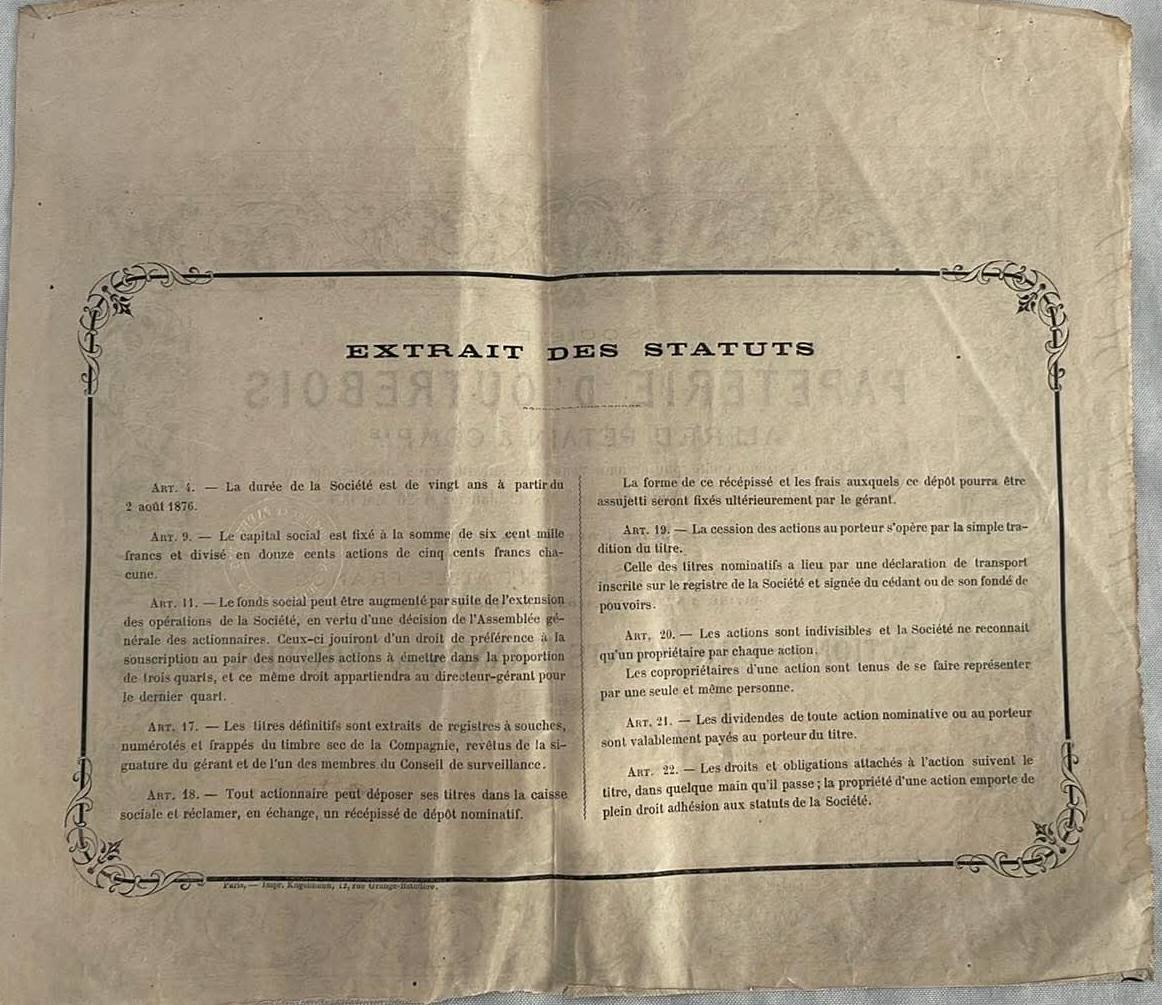 EXTRAIT DES STATUTS
ART. 4. — La durée de la Société est de vingt ans à partir du
2 août 1876.
ART. 9. — Le capital social est fixé à la somme de six cent mille
francs et divisé en douze cents actions de cinq cents francs cha-
cune.
ART. 11. — Le fonds social peut être augmenté par suite de l'extension
des opérations de la Société, en vertu d'une décision de l'Assemblée gé-
nérale des actionnaires. Ceux-ci jouiront d'un droit de préférence à la
souscription au pair des nouvelles actions à émettre dans la proportion
de trois quarts, et ce même droit appartiendra au directeur-gérant pour
le dernier quart.
ART. 17. — Les titres définitifs sont extraits de registres à souches,
numérotés et frappés du timbre sec de la Compagnie, revêtus de la si-
gnature du gérant et de l'un des membres du Conseil de surveillance.
ART. 18. — Tout actionnaire peut déposer ses titres dans la caisse
sociale et réclamer, en échange, un récépissé de dépôt nominatif.
La forme de ce récépissé et les frais auxquels ce dépôt pourra être
assujetti seront fixés ultérieurement par le gérant.
ART. 19. — La cession des actions au porteur s'opère par la simple tra-
dition du titre.
Celle des titres nominatifs a lieu par une déclaration de transport
inscrite sur le registre de la Société et signée du cédant ou de son fondé de
pouvoirs.
ART. 20. — Les actions sont indivisibles et la Société ne reconnait
qu'un propriétaire par chaque action.
Les copropriétaires d'une action sont tenus de se faire représenter
par une seule et même personne.
ART. 21. — Les dividendes de toute action nominative ou au porteur
sont valablement payés au porteur du titre.
ART. 22. — Les droits et obligations attachés à l'action suivent le
titre, dans quelque main qu'il passe ; la propriété d'une action emporte de
plein droit adhésion aux statuts de la Société.
Paris, — Impr. Engelmann, 12, rue Grange-Batelière.
PAPETERIE D'OUTREBOIS
ALFRED PETAIN & COMPIE